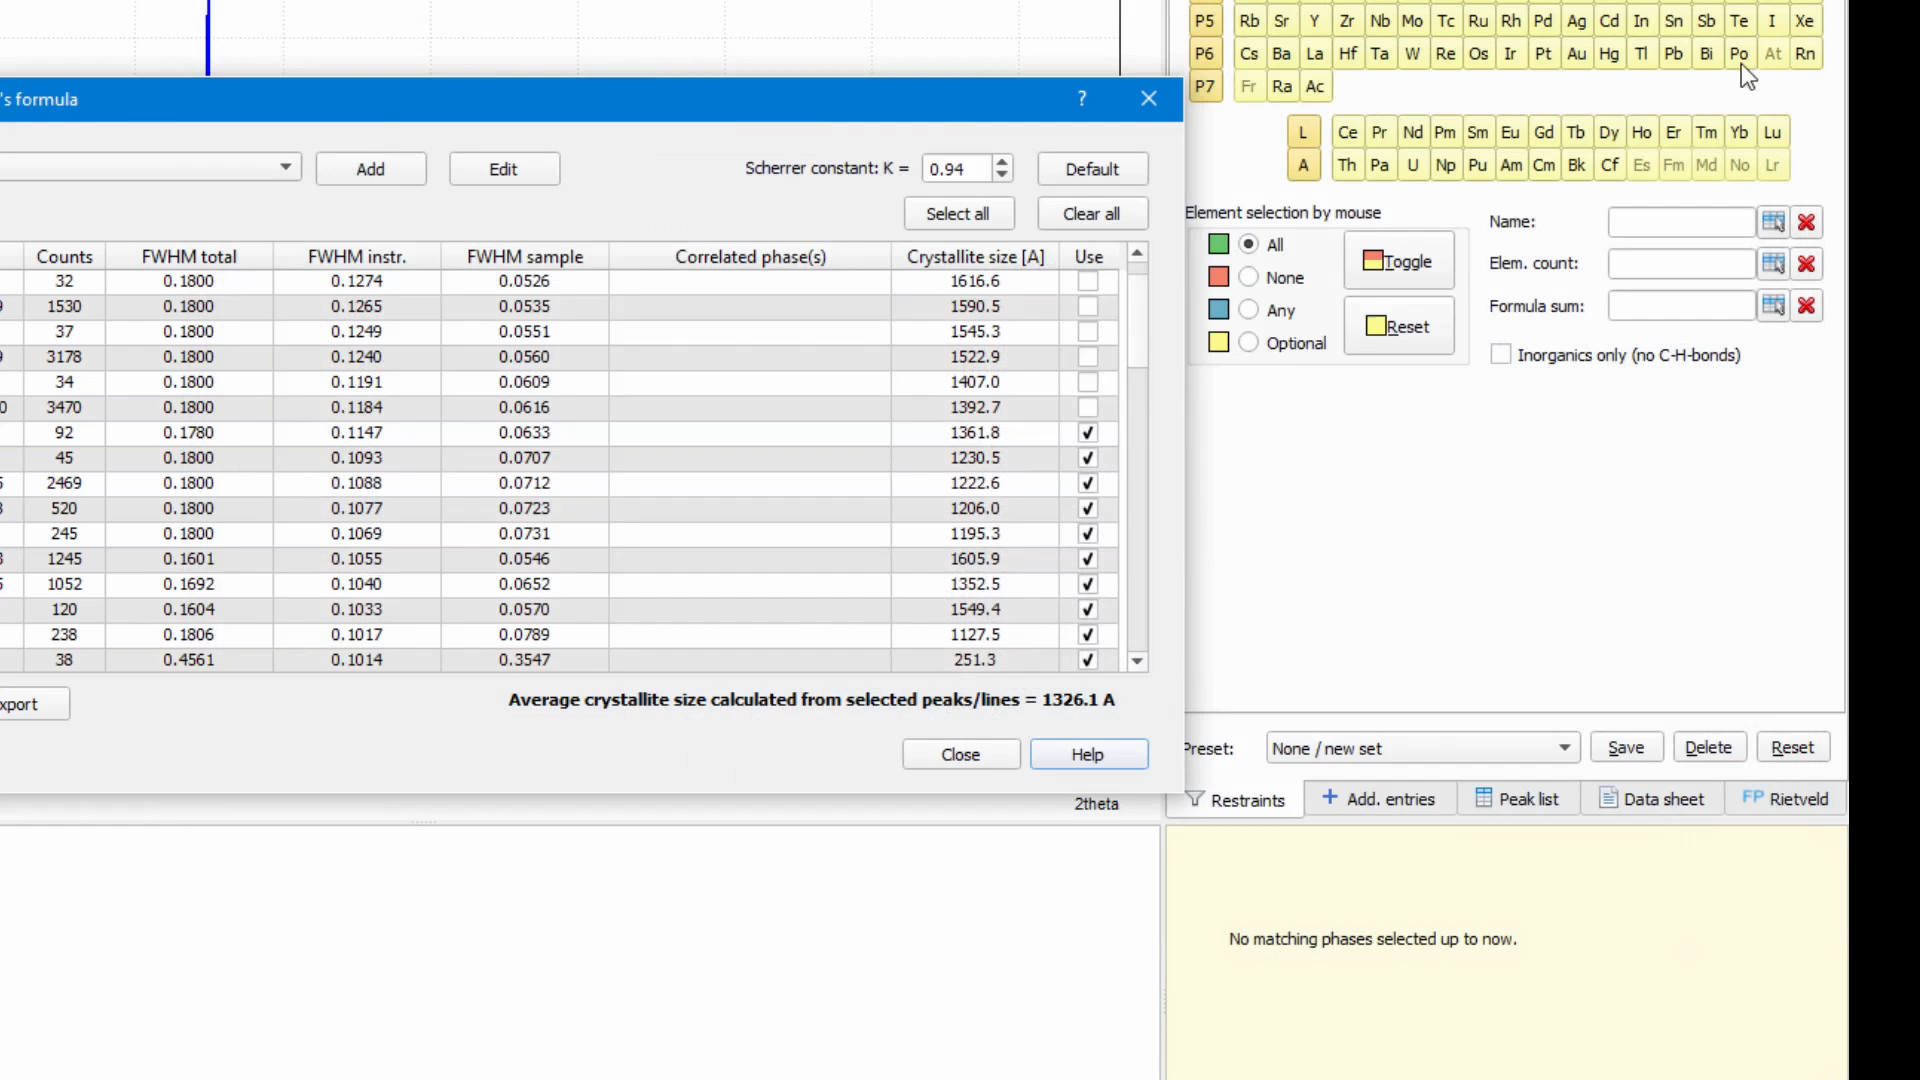 P5 Rb Sr Y Zr Nb Mo Tc Ru Rh Pd Ag Cd In Sn Sb Te I Xe
P6 Cs Ba La Hf Ta W Re Os Ir Pt Au Hg Tl Pb Bi Po At Rn
P7 Fr Ra Ac
L Ce Pr Nd Pm Sm Eu Gd Tb Dy Ho Er Tm Yb Lu
A Th Pa U Np Pu Am Cm Bk Cf Es Fm Md No Lr
's formula ?
Add Edit Scherrer constant: K = 0.94 Default
Select all Clear all
Counts FWHM total FWHM instr. FWHM sample Correlated phase(s) Crystallite size [A] Use
32 0.1800 0.1274 0.0526 1616.6
9 1530 0.1800 0.1265 0.0535 1590.5
37 0.1800 0.1249 0.0551 1545.3
9 3178 0.1800 0.1240 0.0560 1522.9
34 0.1800 0.1191 0.0609 1407.0
0 3470 0.1800 0.1184 0.0616 1392.7
92 0.1780 0.1147 0.0633 1361.8
45 0.1800 0.1093 0.0707 1230.5
5 2469 0.1800 0.1088 0.0712 1222.6
3 520 0.1800 0.1077 0.0723 1206.0
245 0.1800 0.1069 0.0731 1195.3
3 1245 0.1601 0.1055 0.0546 1605.9
5 1052 0.1692 0.1040 0.0652 1352.5
120 0.1604 0.1033 0.0570 1549.4
238 0.1806 0.1017 0.0789 1127.5
38 0.4561 0.1014 0.3547 251.3
xport
Average crystallite size calculated from selected peaks/lines = 1326.1 A
Close Help
2theta
Element selection by mouse
All
None
Any
Optional
Toggle
Reset
Name:
Elem. count:
Formula sum:
Inorganics only (no C-H-bonds)
Preset: None / new set Save Delete Reset
Restraints Add. entries Peak list Data sheet FP Rietveld
No matching phases selected up to now.